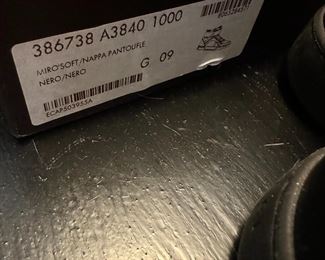 386738 A3840 1000
MIRO'SOFT/NAPPA PANTOUFLE
NERO/NERO
G 09
ECAP503955A